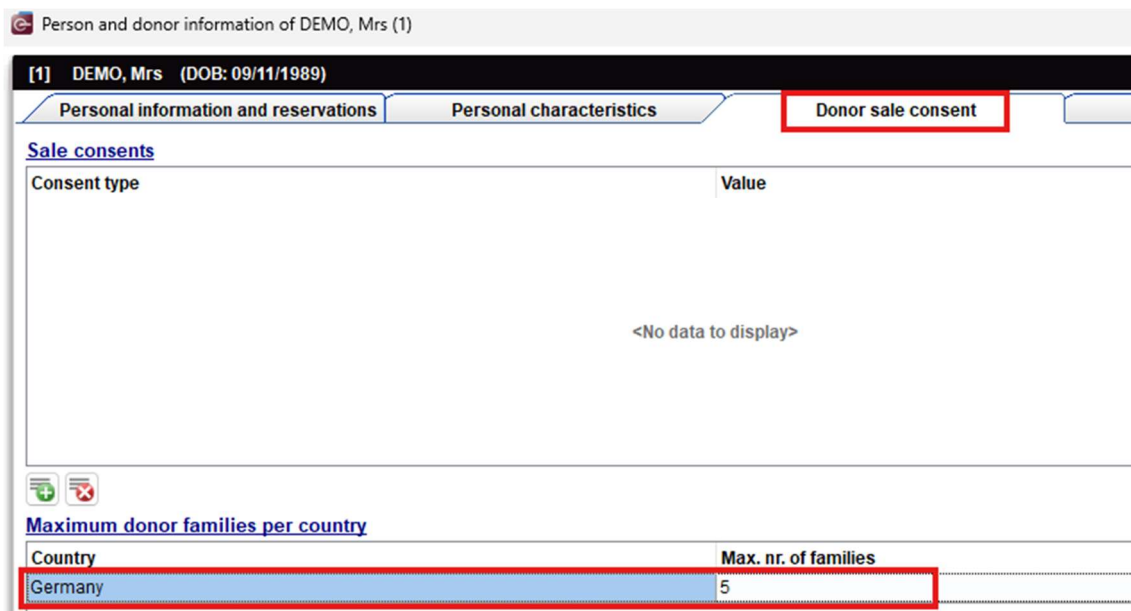 Person and donor information of DEMO, Mrs (1)
[1] DEMO, Mrs (DOB: 09/11/1989)
Personal information and reservations Personal characteristics Donor sale consent
Sale consents
Consent type Value
<No data to display>
Maximum donor families per country
Country Max. nr. of families
Germany 5